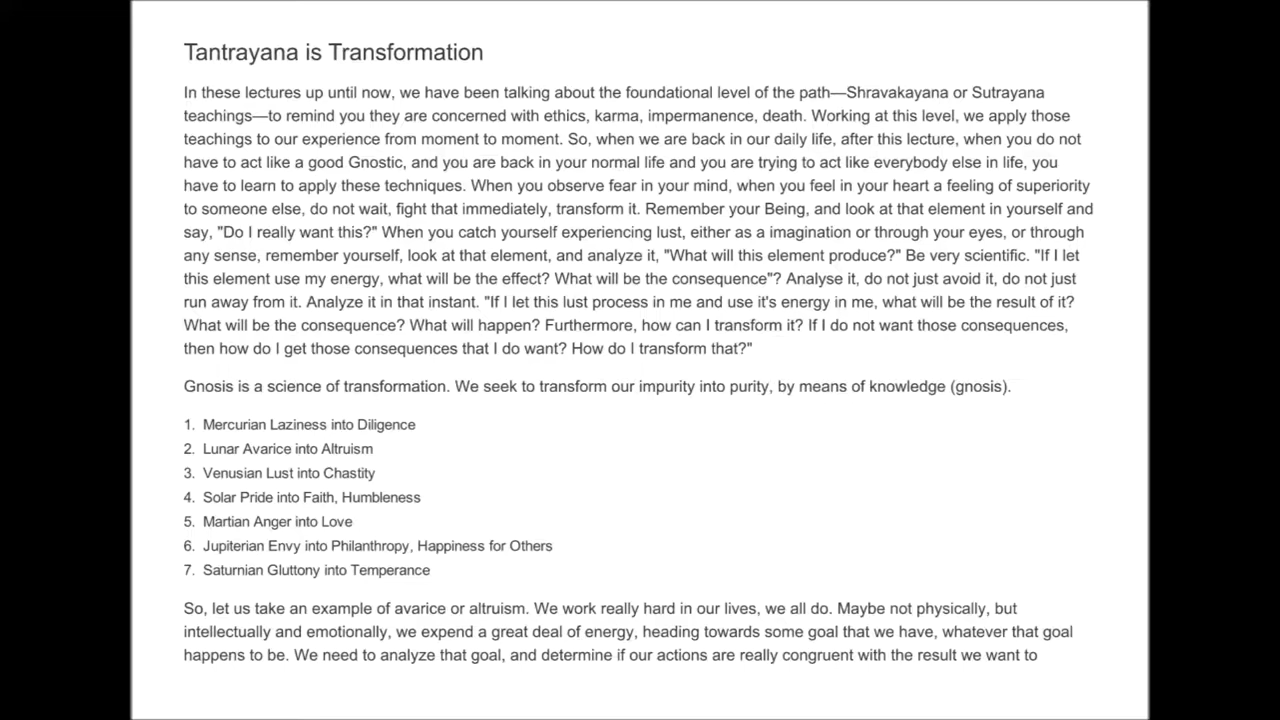 Tantrayana is Transformation
In these lectures up until now, we have been talking about the foundational level of the path—Shravakayana or Sutrayana
teachings—to remind you they are concerned with ethics, karma, impermanence, death. Working at this level, we apply those
teachings to our experience from moment to moment. So, when we are back in our daily life, after this lecture, when you do not
have to act like a good Gnostic, and you are back in your normal life and you are trying to act like everybody else in life, you
have to learn to apply these techniques. When you observe fear in your mind, when you feel in your heart a feeling of superiority
to someone else, do not wait, fight that immediately, transform it. Remember your Being, and look at that element in yourself and
say, "Do I really want this?" When you catch yourself experiencing lust, either as a imagination or through your eyes, or through
any sense, remember yourself, look at that element, and analyze it, "What will this element produce?" Be very scientific. "If I let
this element use my energy, what will be the effect? What will be the consequence"? Analyse it, do not just avoid it, do not just
run away from it. Analyze it in that instant. "If I let this lust process in me and use it's energy in me, what will be the result of it?
What will be the consequence? What will happen? Furthermore, how can I transform it? If I do not want those consequences,
then how do I get those consequences that I do want? How do I transform that?"
Gnosis is a science of transformation. We seek to transform our impurity into purity, by means of knowledge (gnosis).
1. Mercurian Laziness into Diligence
2. Lunar Avarice into Altruism
3. Venusian Lust into Chastity
4. Solar Pride into Faith, Humbleness
5. Martian Anger into Love
6. Jupiterian Envy into Philanthropy, Happiness for Others
7. Saturnian Gluttony into Temperance
So, let us take an example of avarice or altruism. We work really hard in our lives, we all do. Maybe not physically, but
intellectually and emotionally, we expend a great deal of energy, heading towards some goal that we have, whatever that goal
happens to be. We need to analyze that goal, and determine if our actions are really congruent with the result we want to